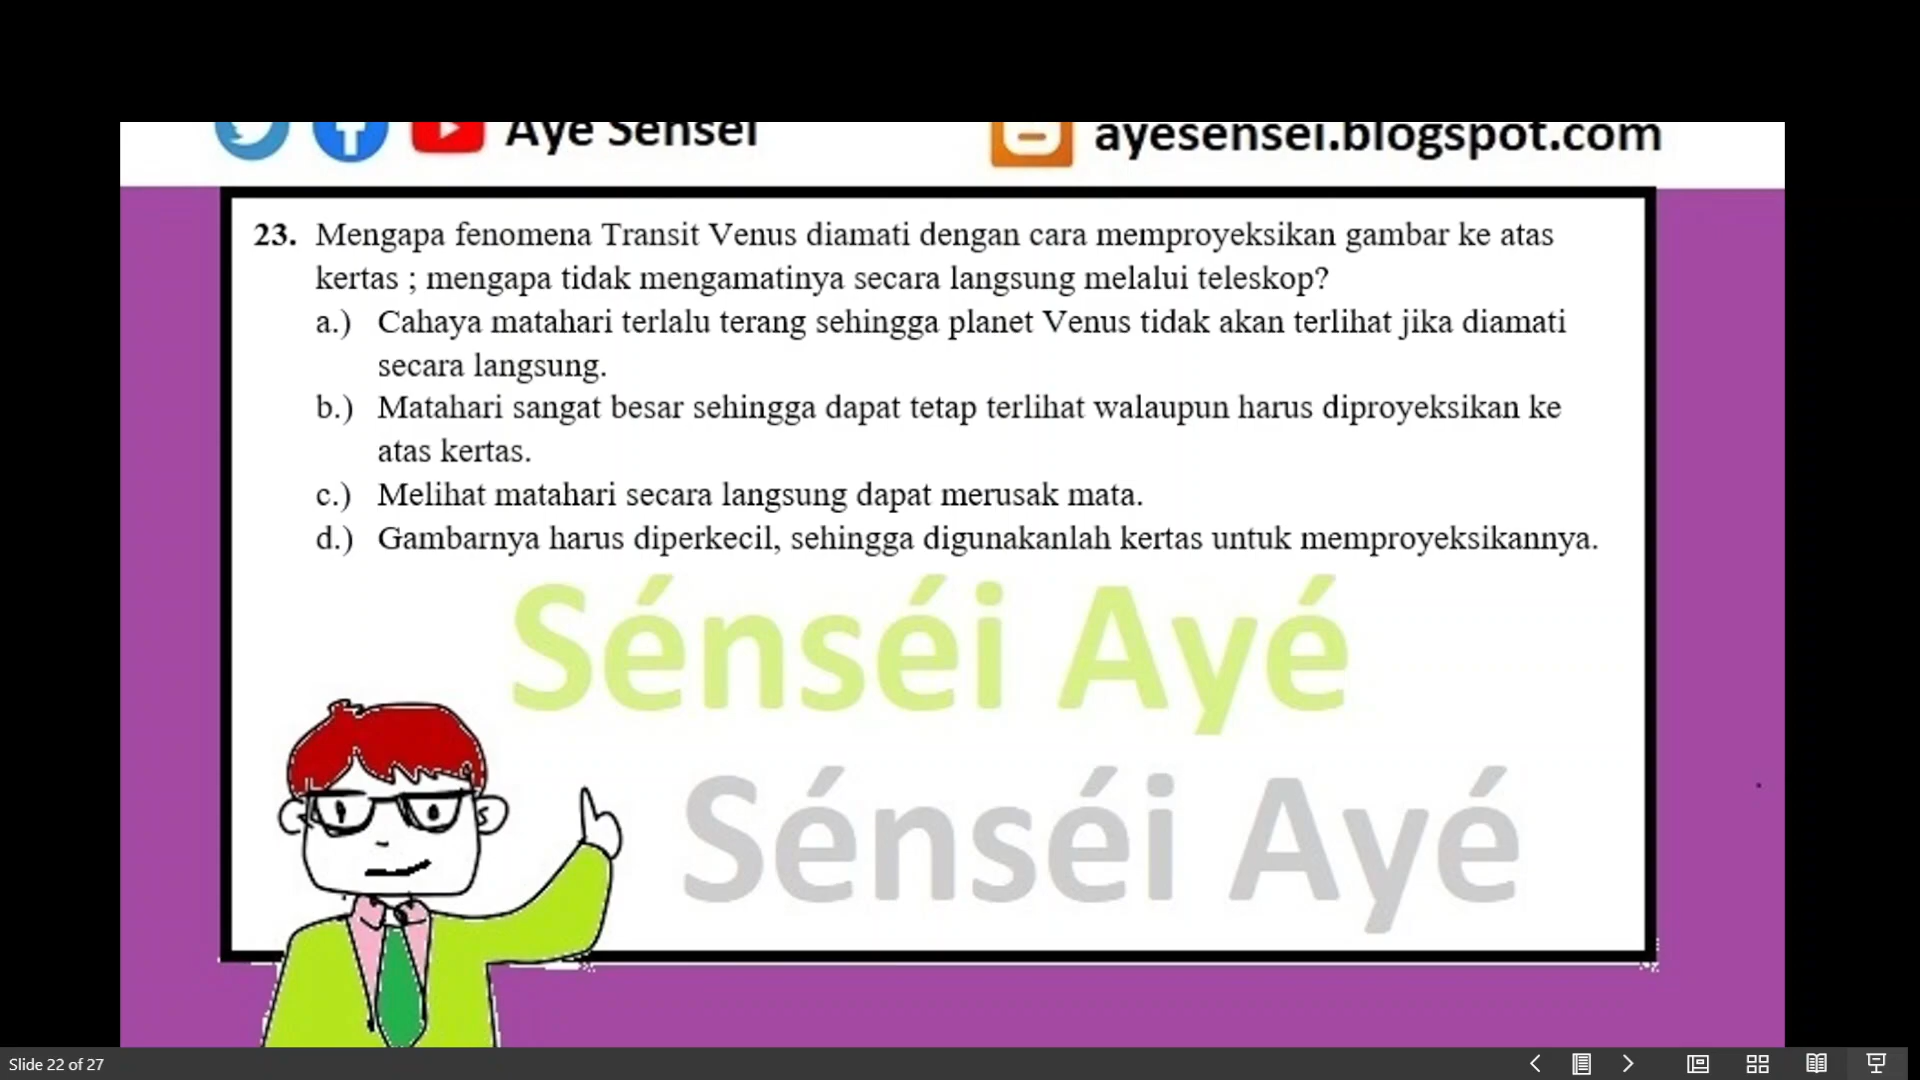 Aye Sensei
ayesensei.blogspot.com
23. Mengapa fenomena Transit Venus diamati dengan cara memproyeksikan gambar ke atas
kertas ; mengapa tidak mengamatinya secara langsung melalui teleskop?
a.) Cahaya matahari terlalu terang sehingga planet Venus tidak akan terlihat jika diamati
secara langsung.
b.) Matahari sangat besar sehingga dapat tetap terlihat walaupun harus diproyeksikan ke
atas kertas.
c.) Melihat matahari secara langsung dapat merusak mata.
d.) Gambarnya harus diperkecil, sehingga digunakanlah kertas untuk memproyeksikannya.
Sénséi Ayé
Sénséi Ayé
Slide 22 of 27